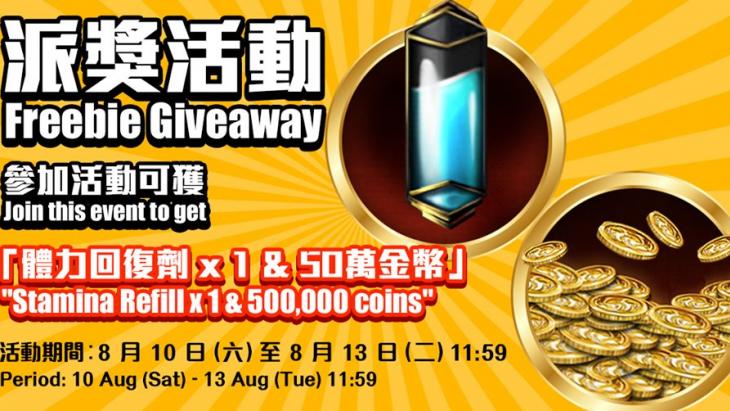 派獎活動
Freebie Giveaway
參加活動可獲
Join this event to get
「體力回復劑 x 1 & 50萬金幣」
"Stamina Refill x 1 & 500,000 coins"
活動期間：8 月 10 日 (六) 至 8 月 13 日 (二) 11:59
Period: 10 Aug (Sat) - 13 Aug (Tue) 11:59